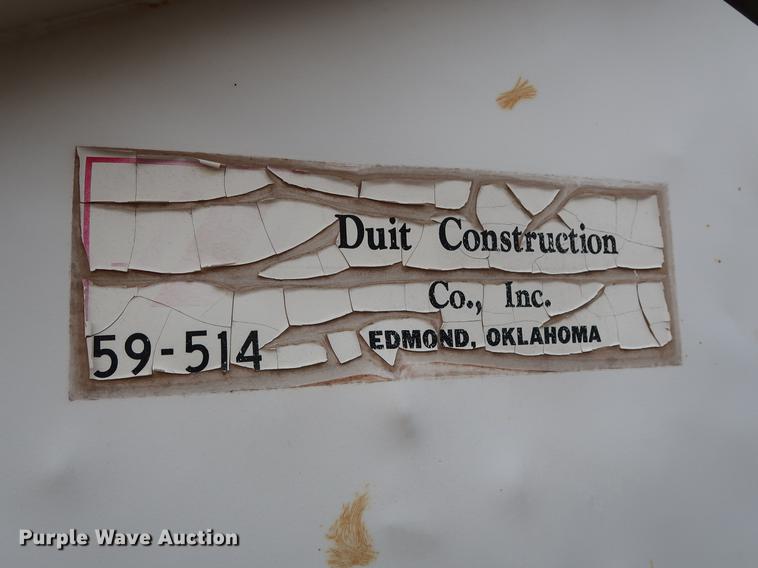 Duit Construction
Co., Inc.
59-514 EDMOND, OKLAHOMA
Purple Wave Auction